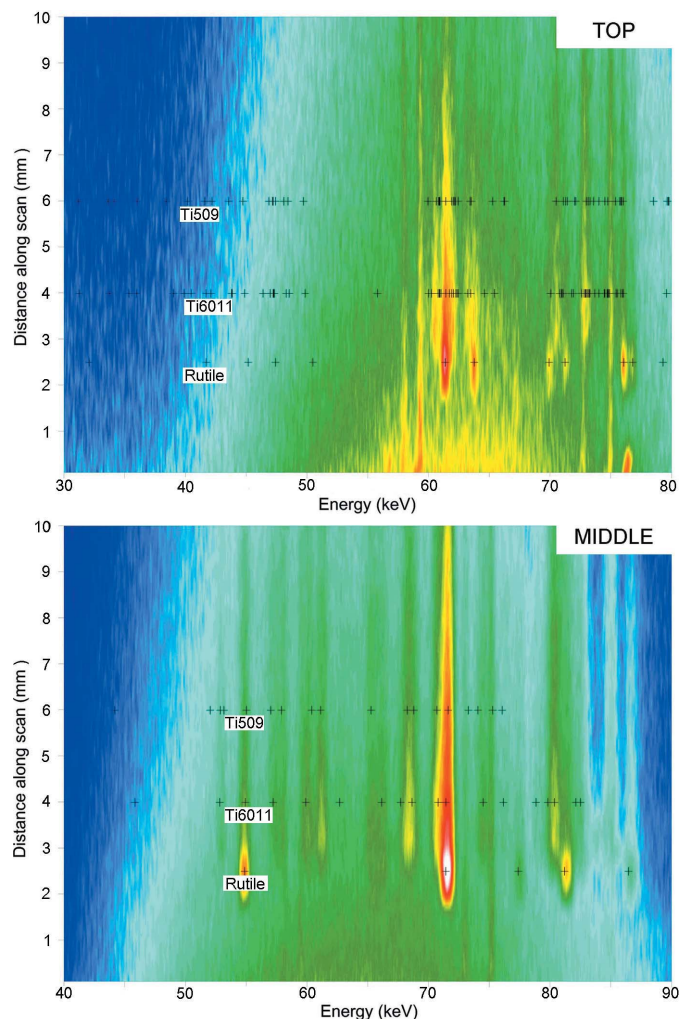 TOP
10
9
8
7
6
5
4
3
2
1
Distance along scan (mm)
Ti509
Ti6011
Rutile
30 40 50 60 70 80
Energy (keV)
MIDDLE
10
9
8
7
6
5
4
3
2
1
Distance along scan (mm )
Ti509
Ti6011
Rutile
40 50 60 70 80 90
Energy (keV)